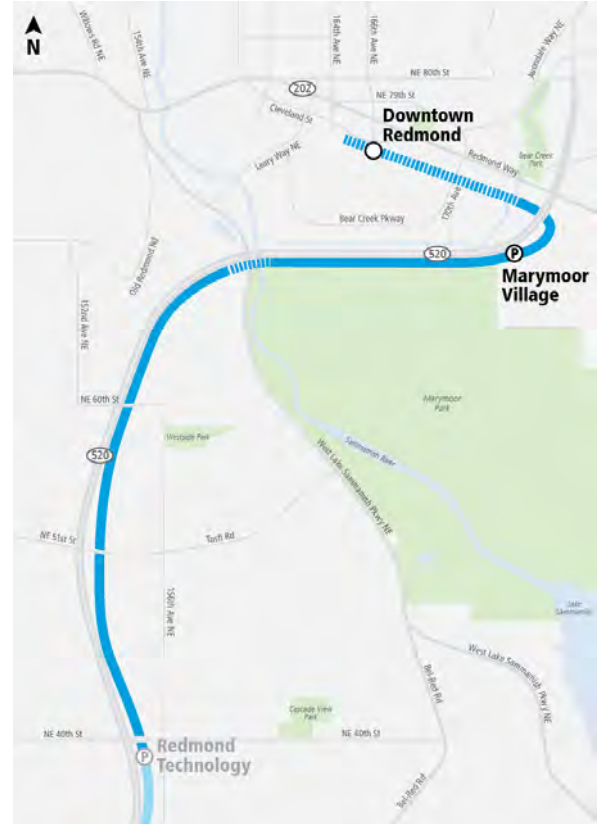 N
Willows Rd NE
154th Ave NE
164th Ave NE
166th Ave NE
Avondale Way NE
NE 80th St
202
NE 79th St
Cleveland St
Downtown
Redmond
Redmond Way
Leary Way NE
Bear Creek
Park
170th Ave
Bear Creek Pkway
520
P
Marymoor
Village
Old Redmond Rd
152nd Ave NE
NE 60th St
Marymoor
Park
Westside Park
520
Sammamish River
West Lake Sammamish Pkwy NE
NE 51st St
156th Ave NE
Lake
Sammamish
West Lake Sammamish Pkwy NE
Bel-Red Rd
Cascade View
Park
NE 40th St
NE 40th St
P
Redmond
Technology
Bel-Red Rd